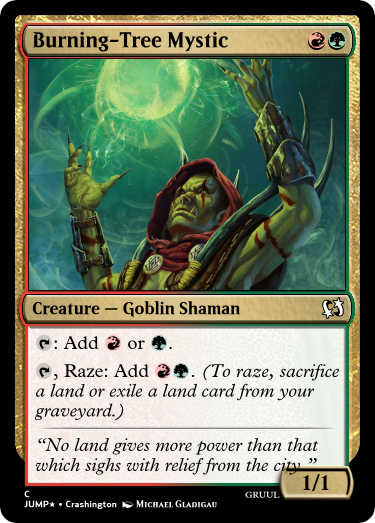 Burning-Tree Mystic
Creature — Goblin Shaman
: Add or .
, Raze: Add . (To raze, sacrifice
a land or exile a land card from your
graveyard.)
“No land gives more power than that
which sighs with relief from the city.”
1/1
C
GRUUL
JUMP★ • Crashington Michael Gladigau